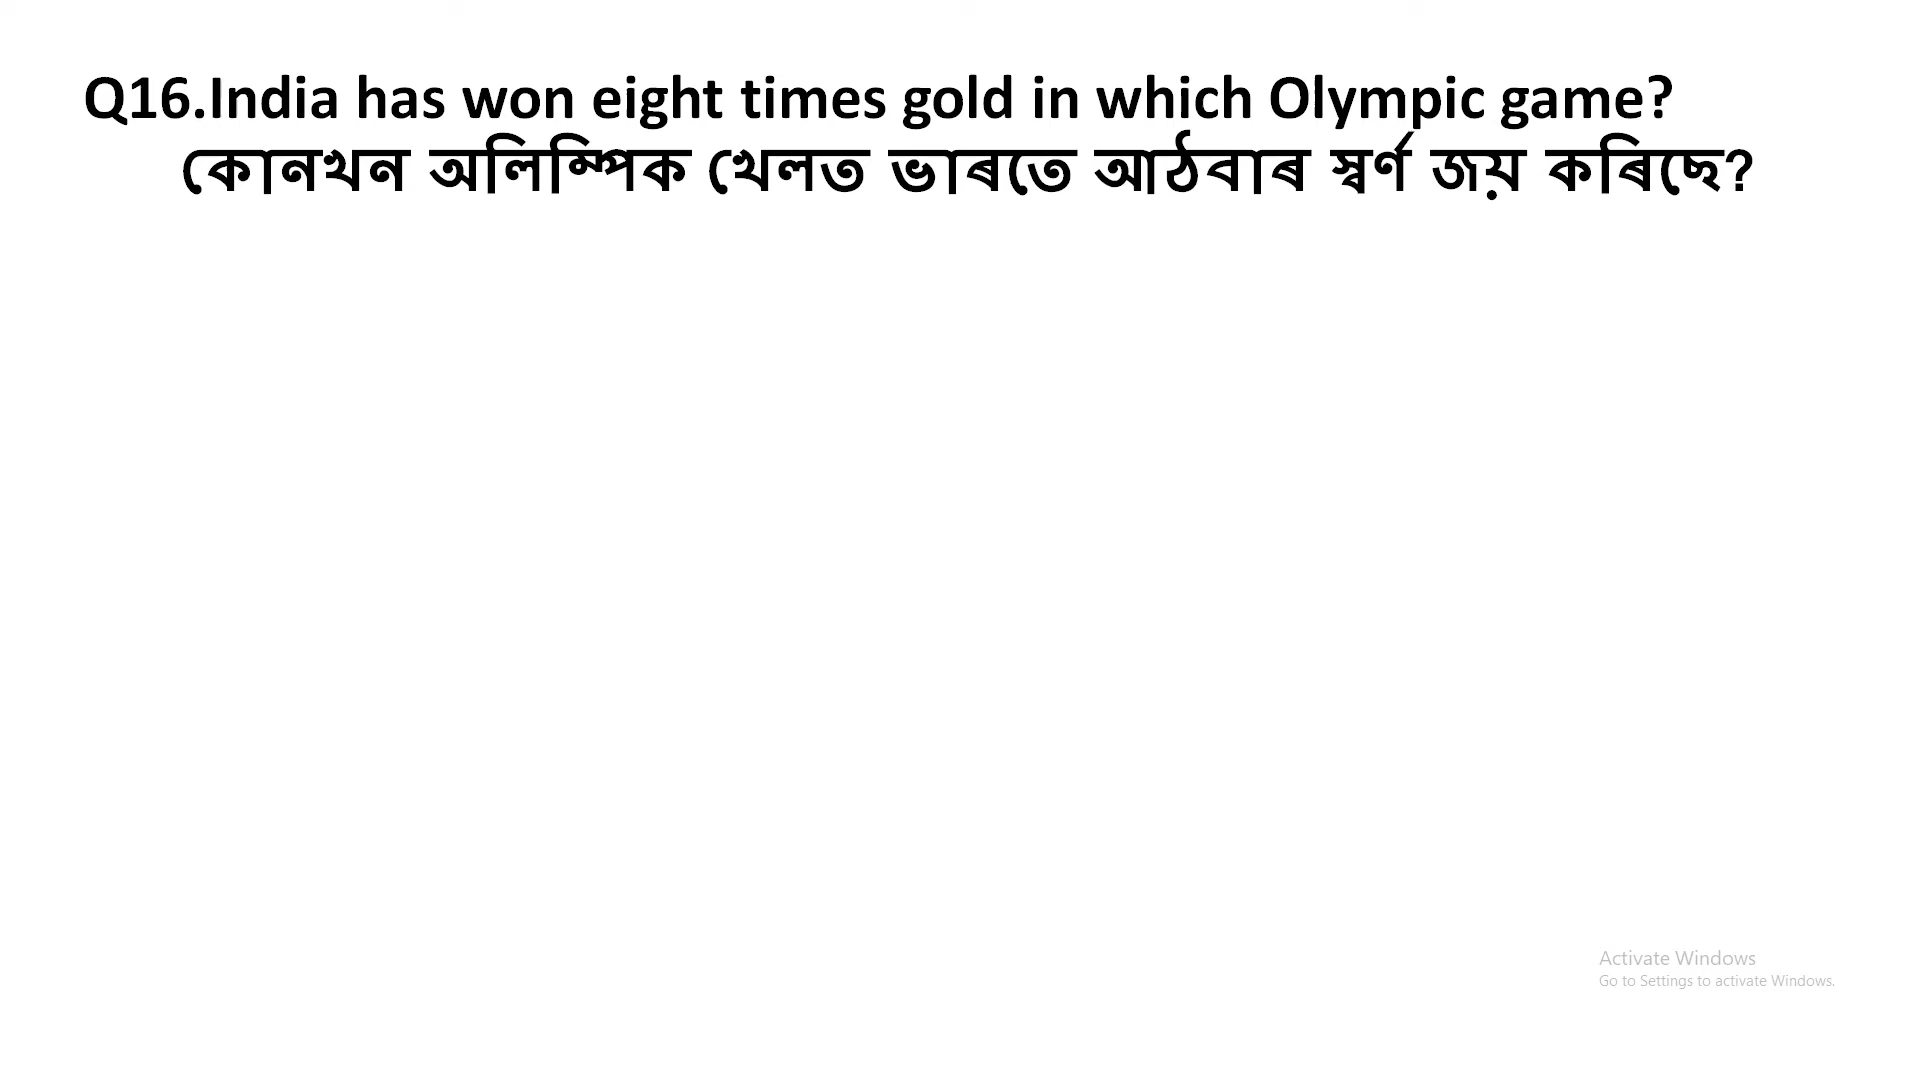 Q16.India has won eight times gold in which Olympic game?
কোনখন অলিম্পিক খেলত ভাৰতে আঠবাৰ স্বৰ্ণ জয় কৰিছে?
Activate Windows
Go to Settings to activate Windows.